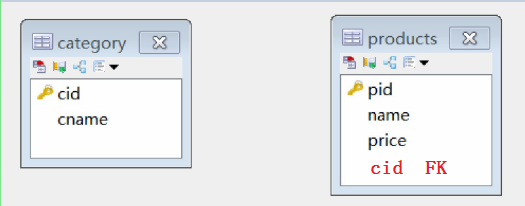 category
cid
cname
products
pid
name
price
cid FK